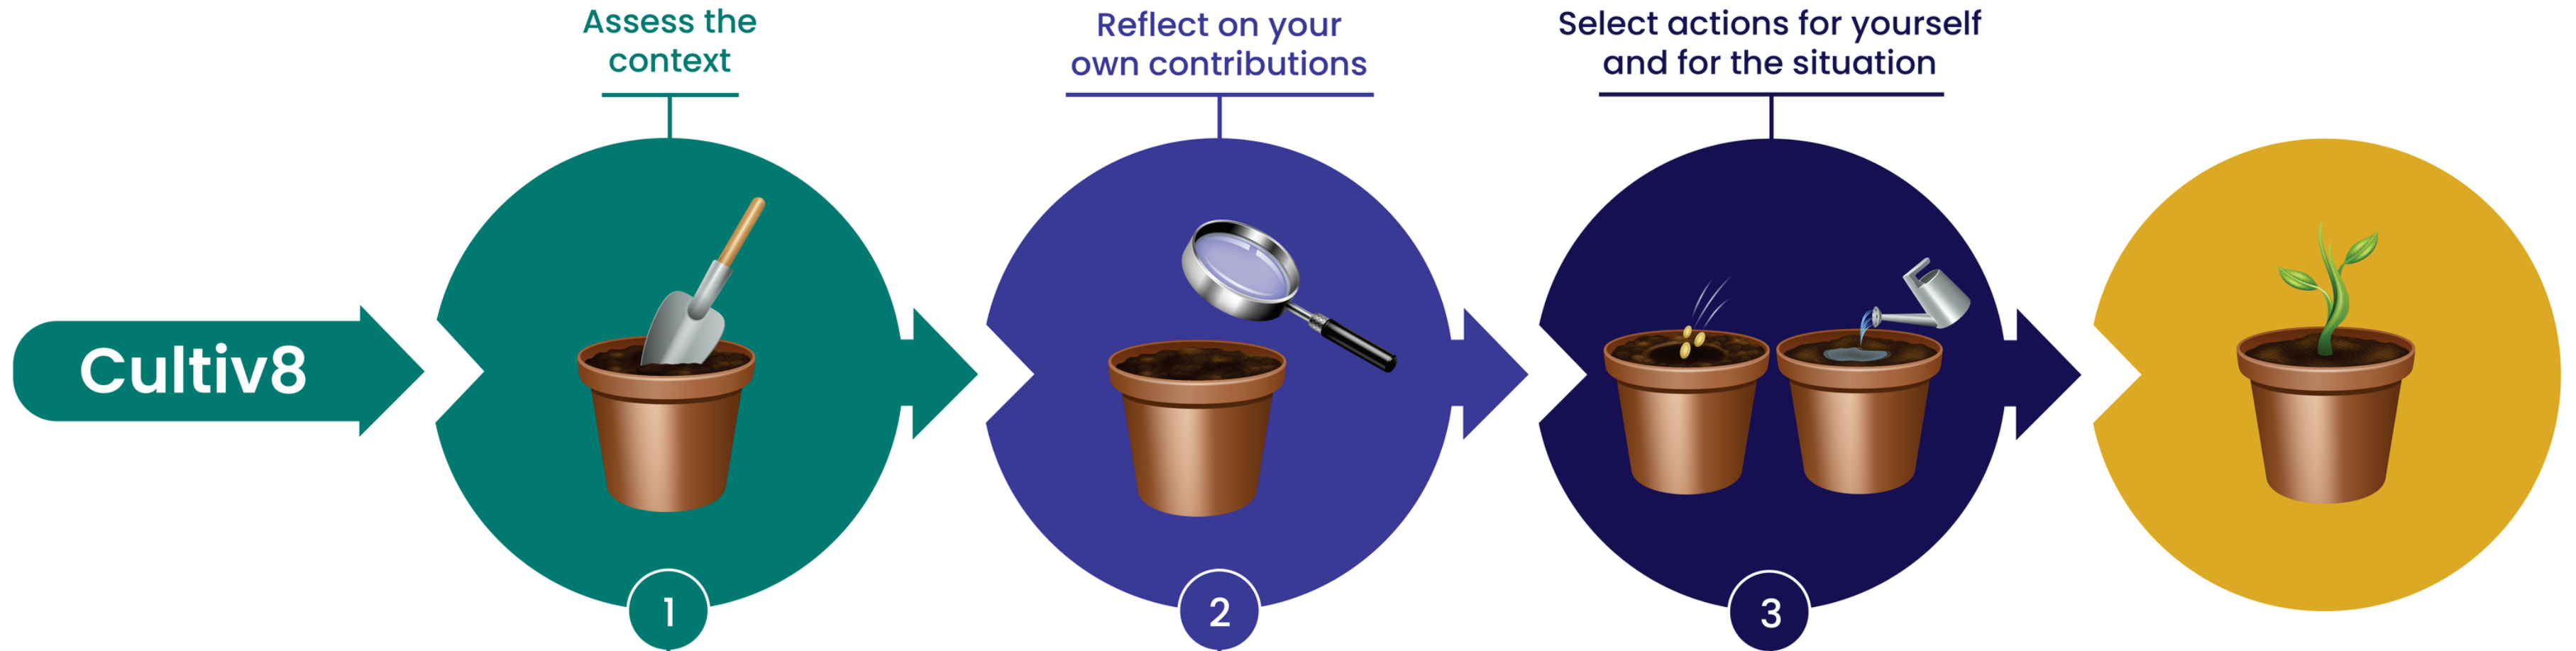 Cultiv8
Assess the
context
1
Reflect on your
own contributions
2
Select actions for yourself
and for the situation
3